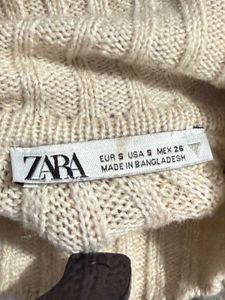 ZARA
EUR S USA S MEX 26
MADE IN BANGLADESH